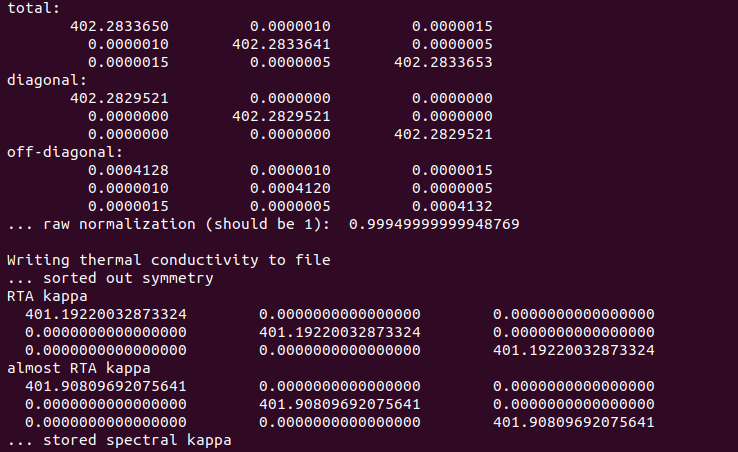 total:
402.2833650 0.0000010 0.0000015
0.0000010 402.2833641 0.0000005
0.0000015 0.0000005 402.2833653
diagonal:
402.2829521 0.0000000 0.0000000
0.0000000 402.2829521 0.0000000
0.0000000 0.0000000 402.2829521
off-diagonal:
0.0004128 0.0000010 0.0000015
0.0000010 0.0004120 0.0000005
0.0000015 0.0000005 0.0004132
... raw normalization (should be 1): 0.99949999999948769
Writing thermal conductivity to file
... sorted out symmetry
RTA kappa
401.19220032873324 0.0000000000000000 0.0000000000000000
0.0000000000000000 401.19220032873324 0.0000000000000000
0.0000000000000000 0.0000000000000000 401.19220032873324
almost RTA kappa
401.90809692075641 0.0000000000000000 0.0000000000000000
0.0000000000000000 401.90809692075641 0.0000000000000000
0.0000000000000000 0.0000000000000000 401.90809692075641
... stored spectral kappa